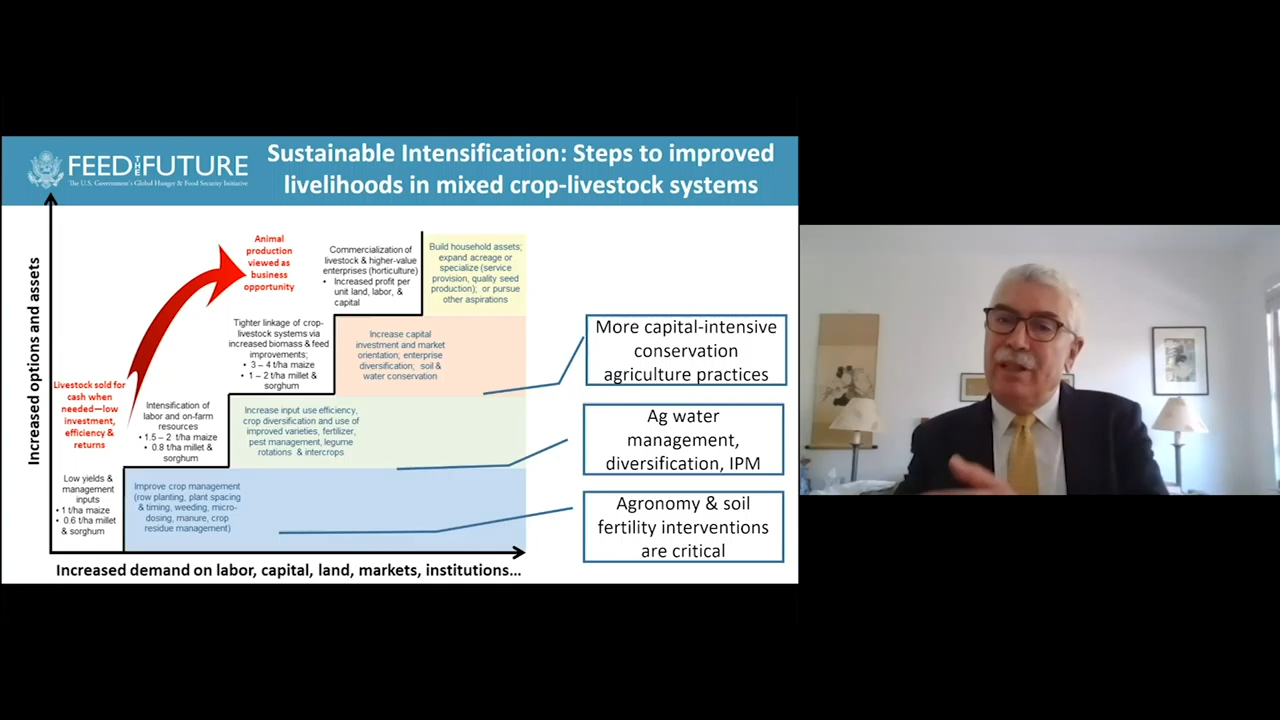 FEED THE FUTURE
The U.S. Government's Global Hunger & Food Security Initiative
Sustainable Intensification: Steps to improved
livelihoods in mixed crop-livestock systems
Increased options and assets
Animal
production
viewed as
business
opportunity
Commercialization of
livestock & higher-value
enterprises (horticulture)
• Increased profit per
unit land, labor, &
capital
Build household assets;
expand acreage or
specialize (service
provision, quality seed
production); or pursue
other aspirations
Tighter linkage of crop-
livestock systems via
increased biomass & feed
improvements;
• 3 – 4 t/ha maize
• 1 – 2 t/ha millet &
sorghum
Increase capital
investment and market
orientation; enterprise
diversification; soil &
water conservation
Livestock sold for
cash when
needed—low
investment,
efficiency &
returns
Intensification of
labor and on-farm
resources
• 1.5 – 2 t/ha maize
• 0.8 t/ha millet &
sorghum
Increase input use efficiency,
crop diversification and use of
improved varieties, fertilizer,
pest management, legume
rotations & intercrops
Low yields &
management
inputs
• 1 t/ha maize
• 0.6 t/ha millet
& sorghum
Improve crop management
(row planting, plant spacing
& timing, weeding, micro-
dosing, manure, crop
residue management)
More capital-intensive
conservation
agriculture practices
Ag water
management,
diversification, IPM
Agronomy & soil
fertility interventions
are critical
Increased demand on labor, capital, land, markets, institutions...